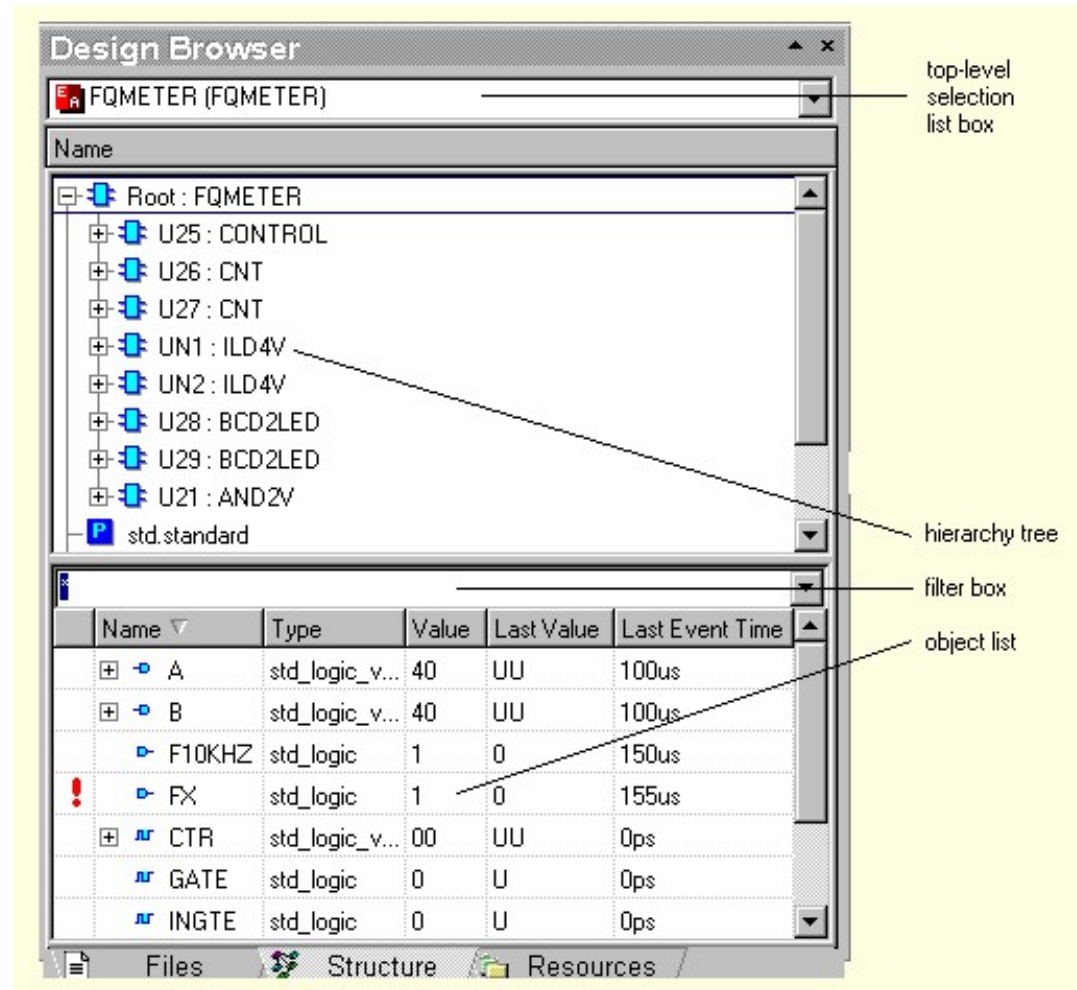 Design Browser
FQMETER (FQMETER)
top-level
selection
list box
Name
Root : FQMETER
U25 : CONTROL
U26 : CNT
U27 : CNT
UN1 : ILD4V
UN2 : ILD4V
U28 : BCD2LED
U29 : BCD2LED
U21 : AND2V
P std.standard
hierarchy tree
*
filter box
Name Type Value Last Value Last Event Time
object list
A std_logic_v... 40 UU 100us
B std_logic_v... 40 UU 100us
F10KHZ std_logic 1 0 150us
! FX std_logic 1 0 155us
CTR std_logic_v... 00 UU 0ps
GATE std_logic 0 U 0ps
INGTE std_logic 0 U 0ps
Files Structure Resources